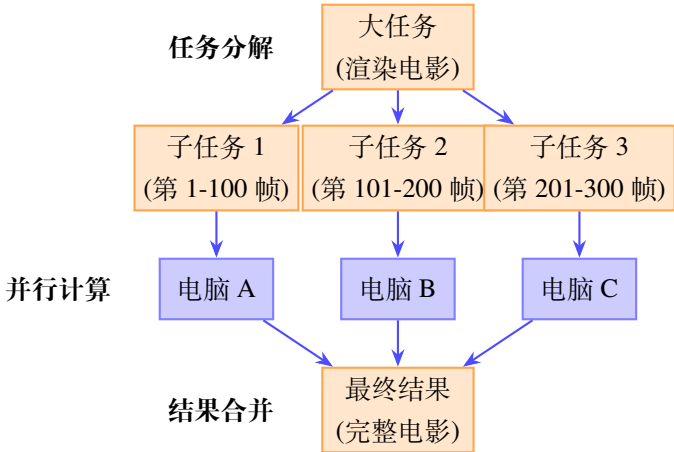 大任务
(渲染电影)
任务分解
子任务 1
(第 1-100 帧)
子任务 2
(第 101-200 帧)
子任务 3
(第 201-300 帧)
并行计算
电脑 A
电脑 B
电脑 C
最终结果
(完整电影)
结果合并